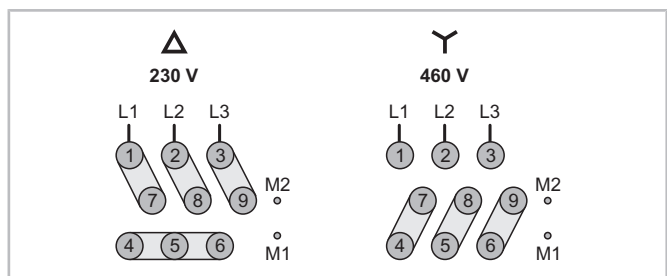 Δ Y
230 V 460 V
L1 L2 L3 L1 L2 L3
1 2 3 1 2 3
M2 M2
7 8 9 7 8 9
4 5 6 4 5 6
M1 M1